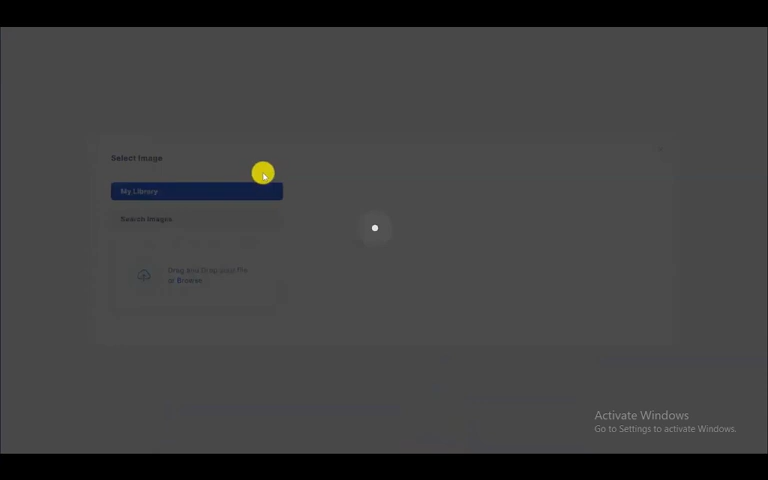 Select Image
My Library
Search Images
Drag and Drop your file
or Browse
Activate Windows
Go to Settings to activate Windows.